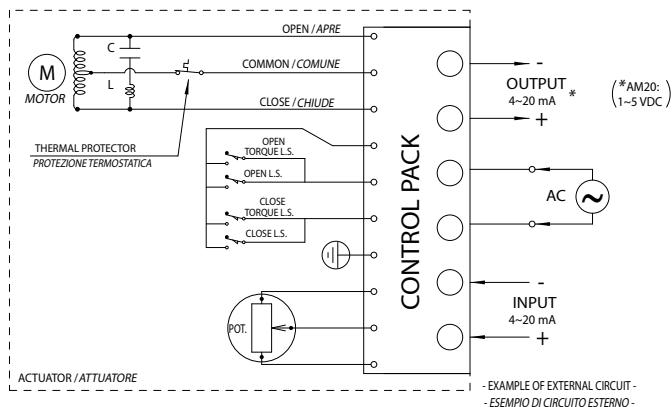 OPEN / APRE
C
COMMON / COMUNE
M
MOTOR
L
CLOSE / CHIUDE
THERMAL PROTECTOR
PROTEZIONE TERMOSTATICA
OPEN
TORQUE L.S.
OPEN L.S.
CLOSE
TORQUE L.S.
CLOSE L.S.
POT.
ACTUATOR / ATTUATORE
CONTROL PACK
-
OUTPUT *
4~20 mA
+
(*AM20:
1~5 VDC)
AC
~
-
INPUT
4~20 mA
+
- EXAMPLE OF EXTERNAL CIRCUIT -
- ESEMPIO DI CIRCUITO ESTERNO -